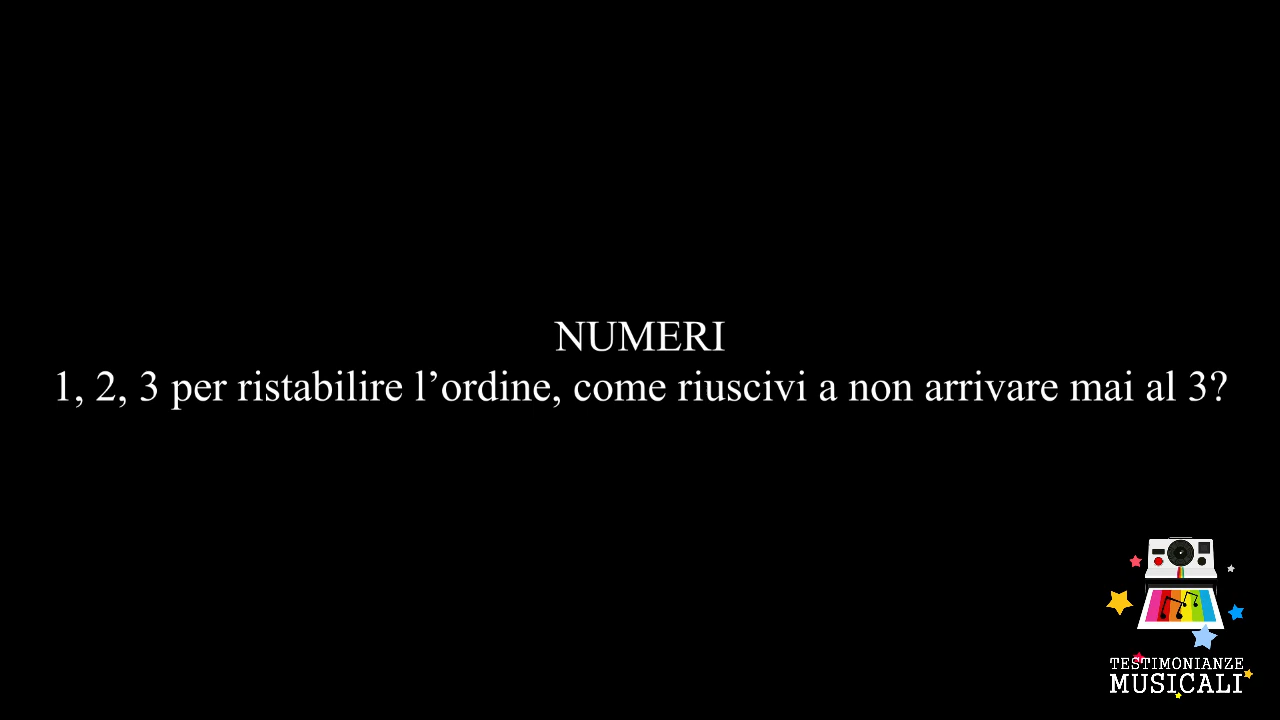 NUMERI
1, 2, 3 per ristabilire l’ordine, come riuscivi a non arrivare mai al 3?
TESTIMONIANZE
MUSICALI